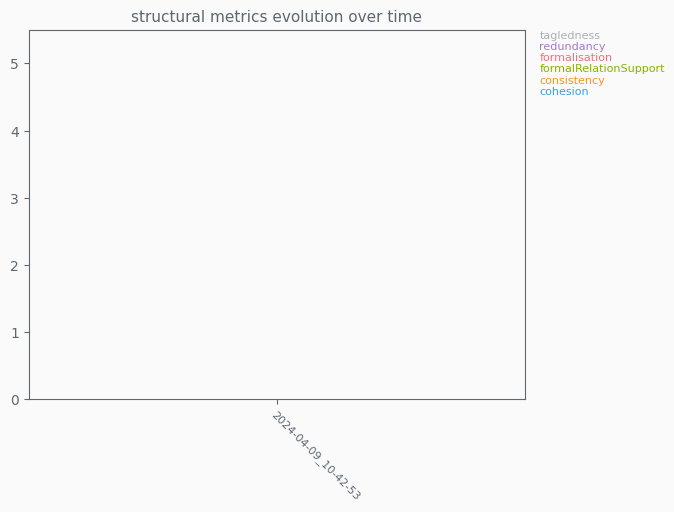 structural metrics evolution over time
tagledness
redundancy
formalisation
formalRelationSupport
consistency
cohesion
5
4
3
2
1
0
2024-04-09_10-42-53